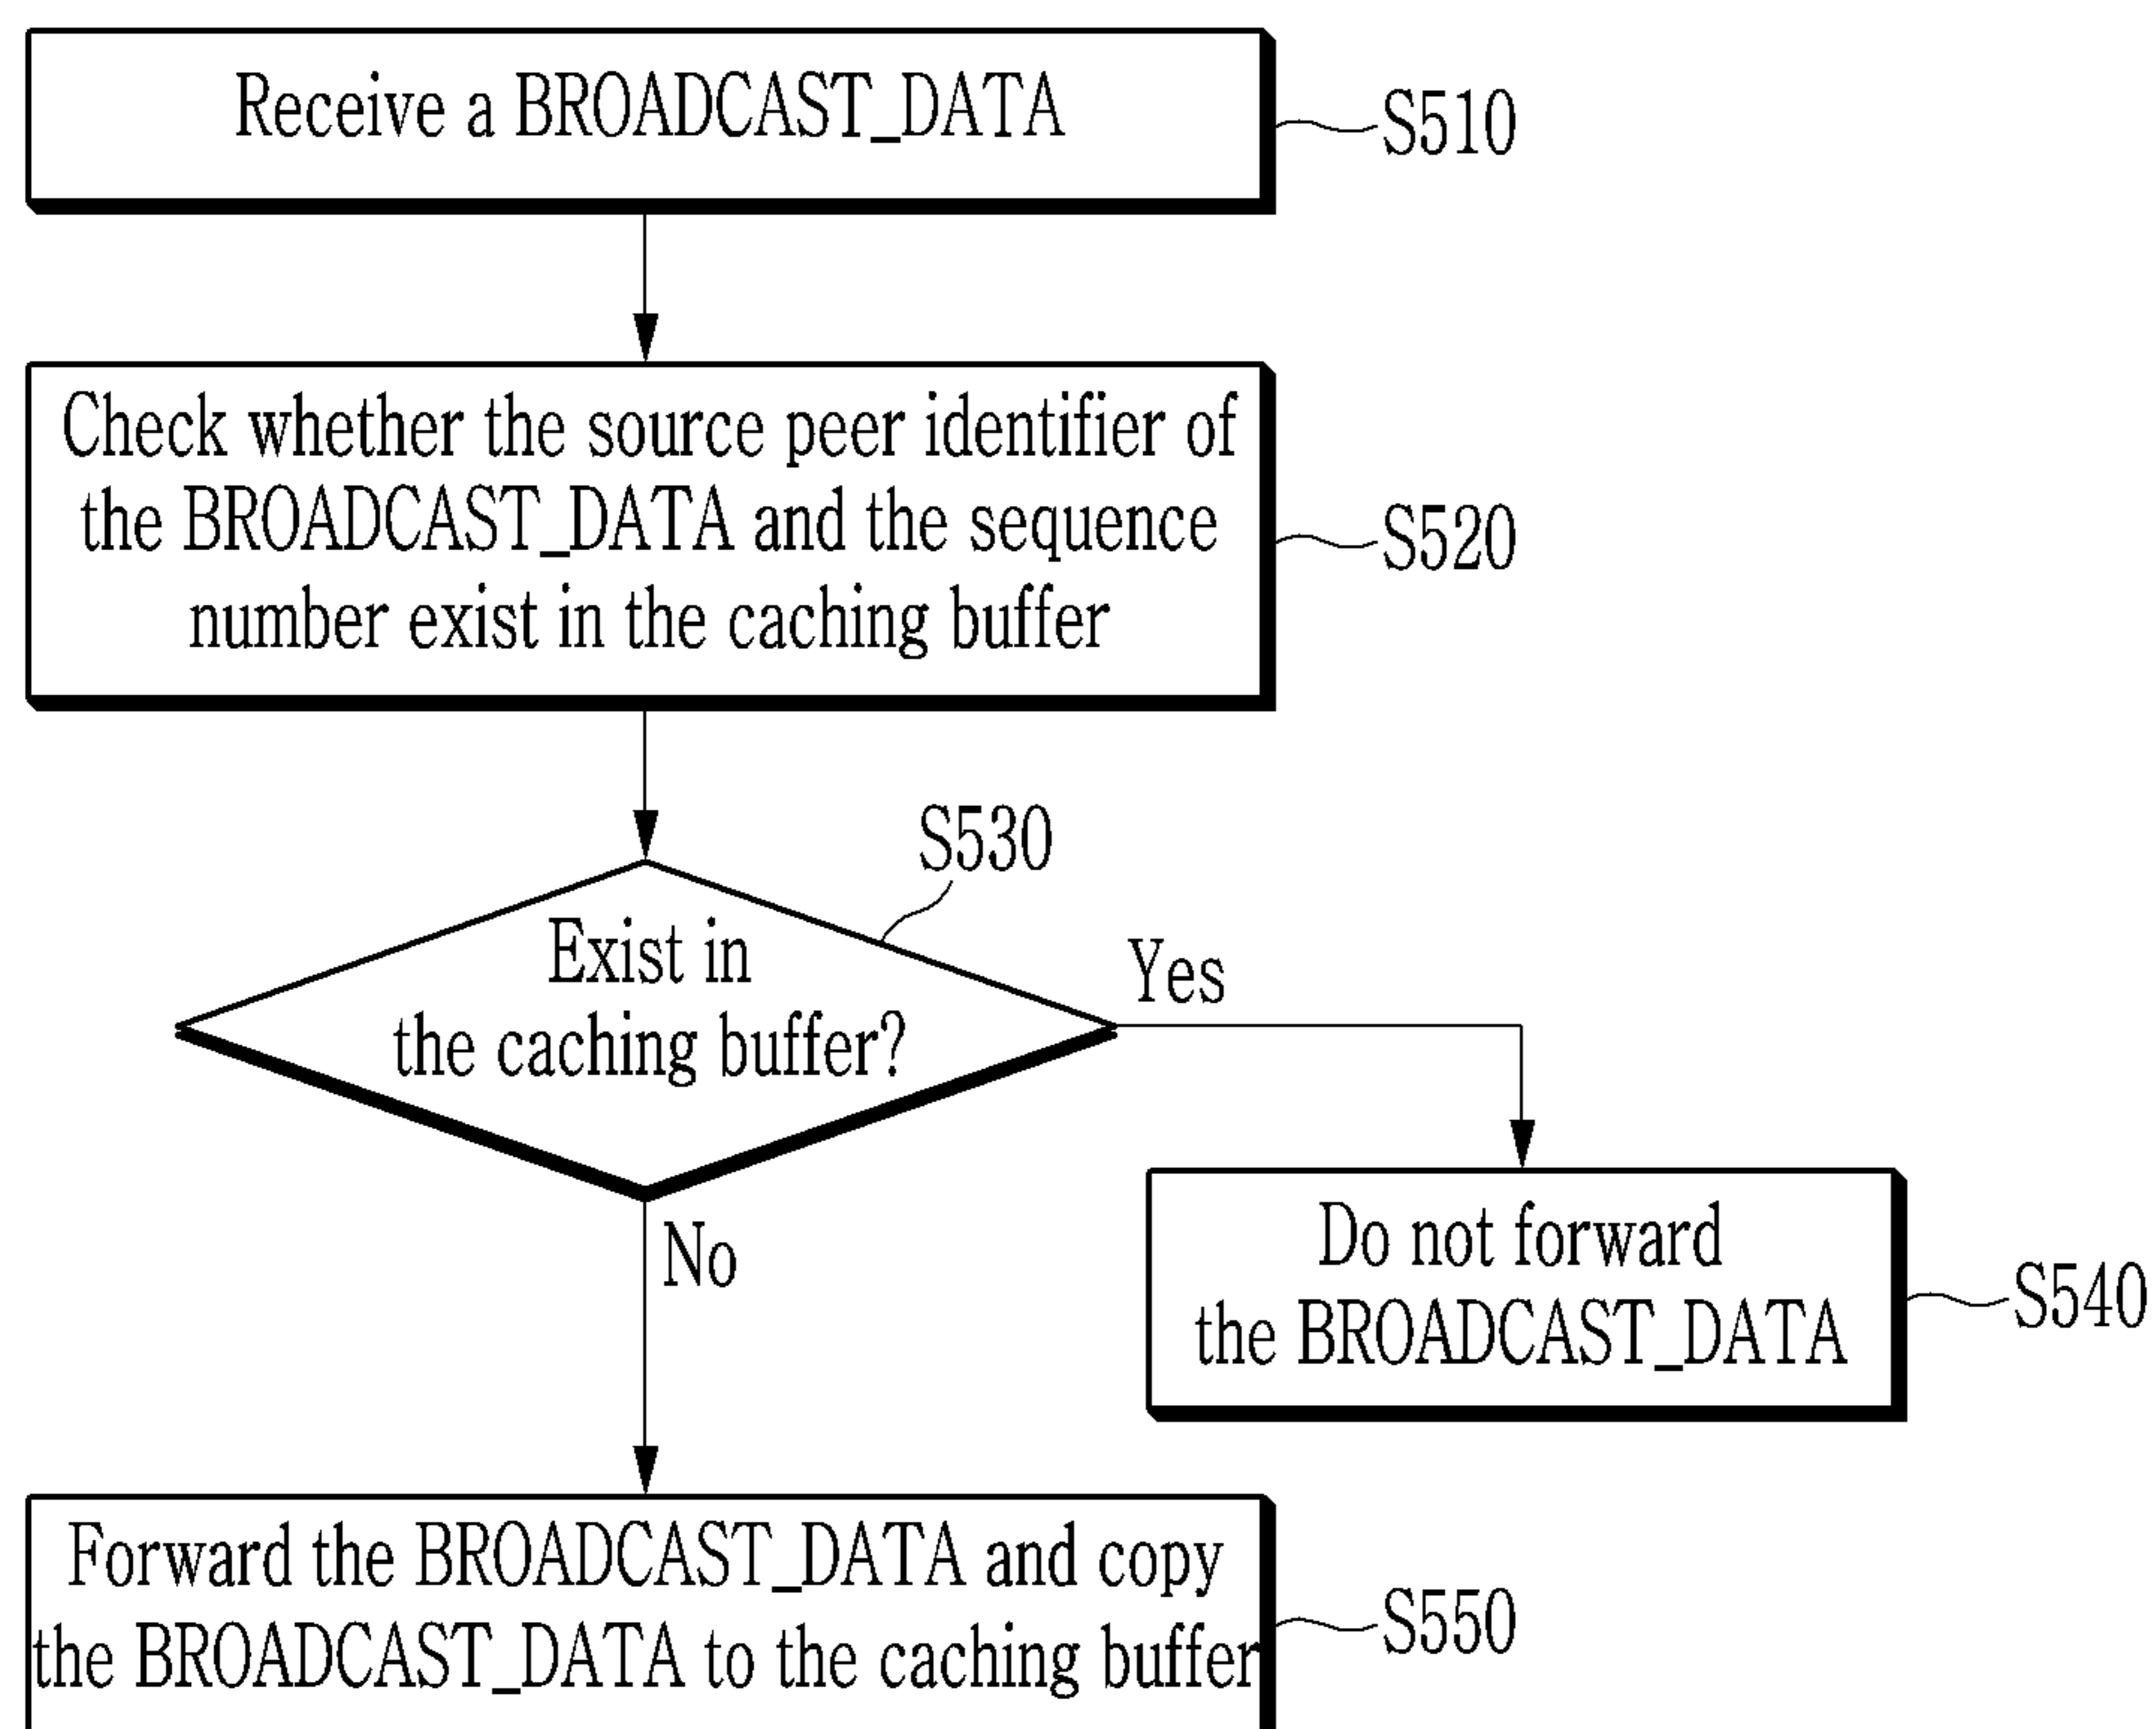 Receive a BROADCAST_DATA
S510
Check whether the source peer identifier of
the BROADCAST_DATA and the sequence
number exist in the caching buffer
S520
S530
Exist in
the caching buffer?
Yes
No
Do not forward
the BROADCAST_DATA
S540
Forward the BROADCAST_DATA and copy
the BROADCAST_DATA to the caching buffer
S550